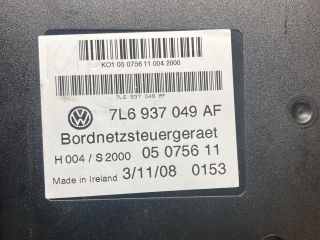 KO1 05 0756 11 004 2000
7L6 937 049 AF
7L6 937 049 AF
Bordnetzsteuergeraet
H 004 / S 2000 05 0756 11
Made in Ireland 3/11/08 0153